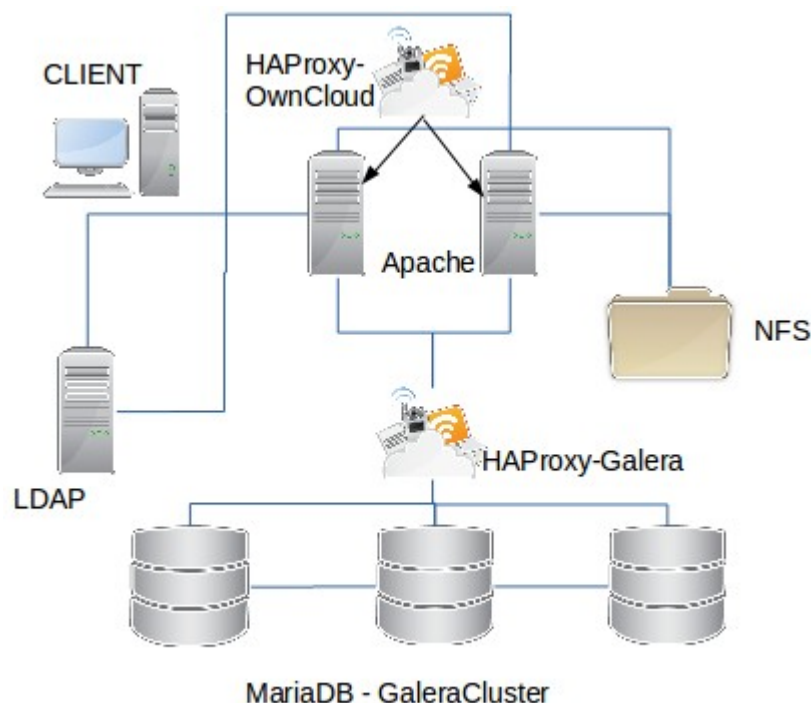 CLIENT
HAProxy-
OwnCloud
Apache
NFS
HAProxy-Galera
LDAP
MariaDB - GaleraCluster